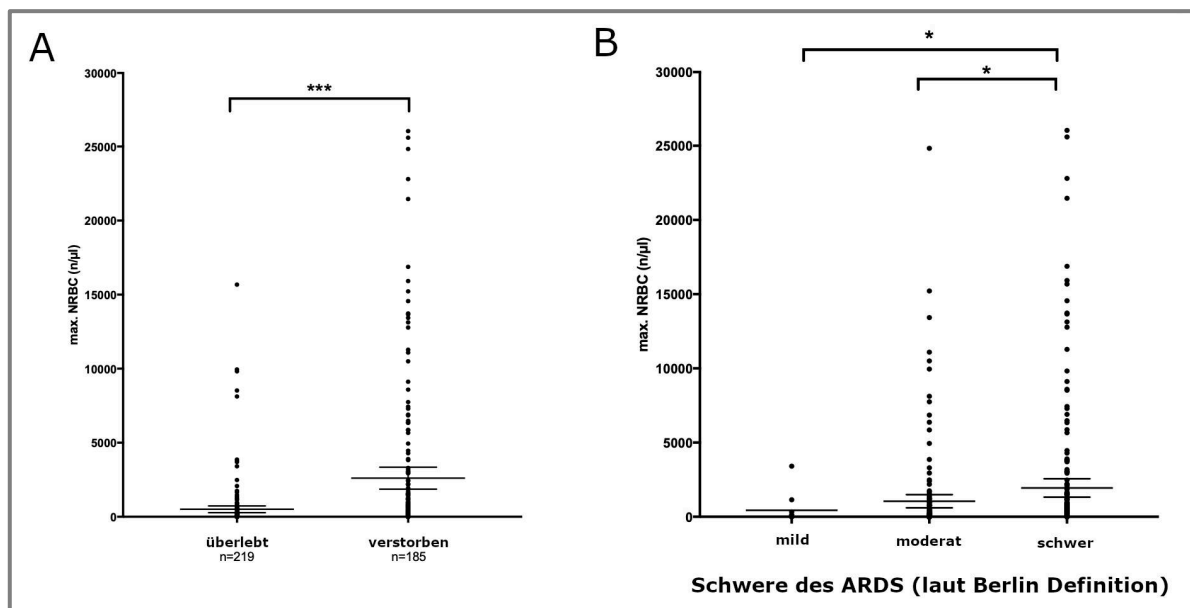 A
max. NRBC (n/µl)
30000
25000
20000
15000
10000
5000
0
***
überlebt
n=219
verstorben
n=185
B
max. NRBC (n/µl)
30000
25000
20000
15000
10000
5000
0
*
*
mild
moderat
schwer
Schwere des ARDS (laut Berlin Definition)